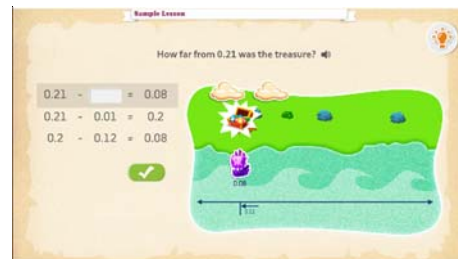 Sample Lesson
How far from 0.21 was the treasure?
0.21 - = 0.08
0.21 - 0.01 = 0.2
0.2 - 0.12 = 0.08
0.08